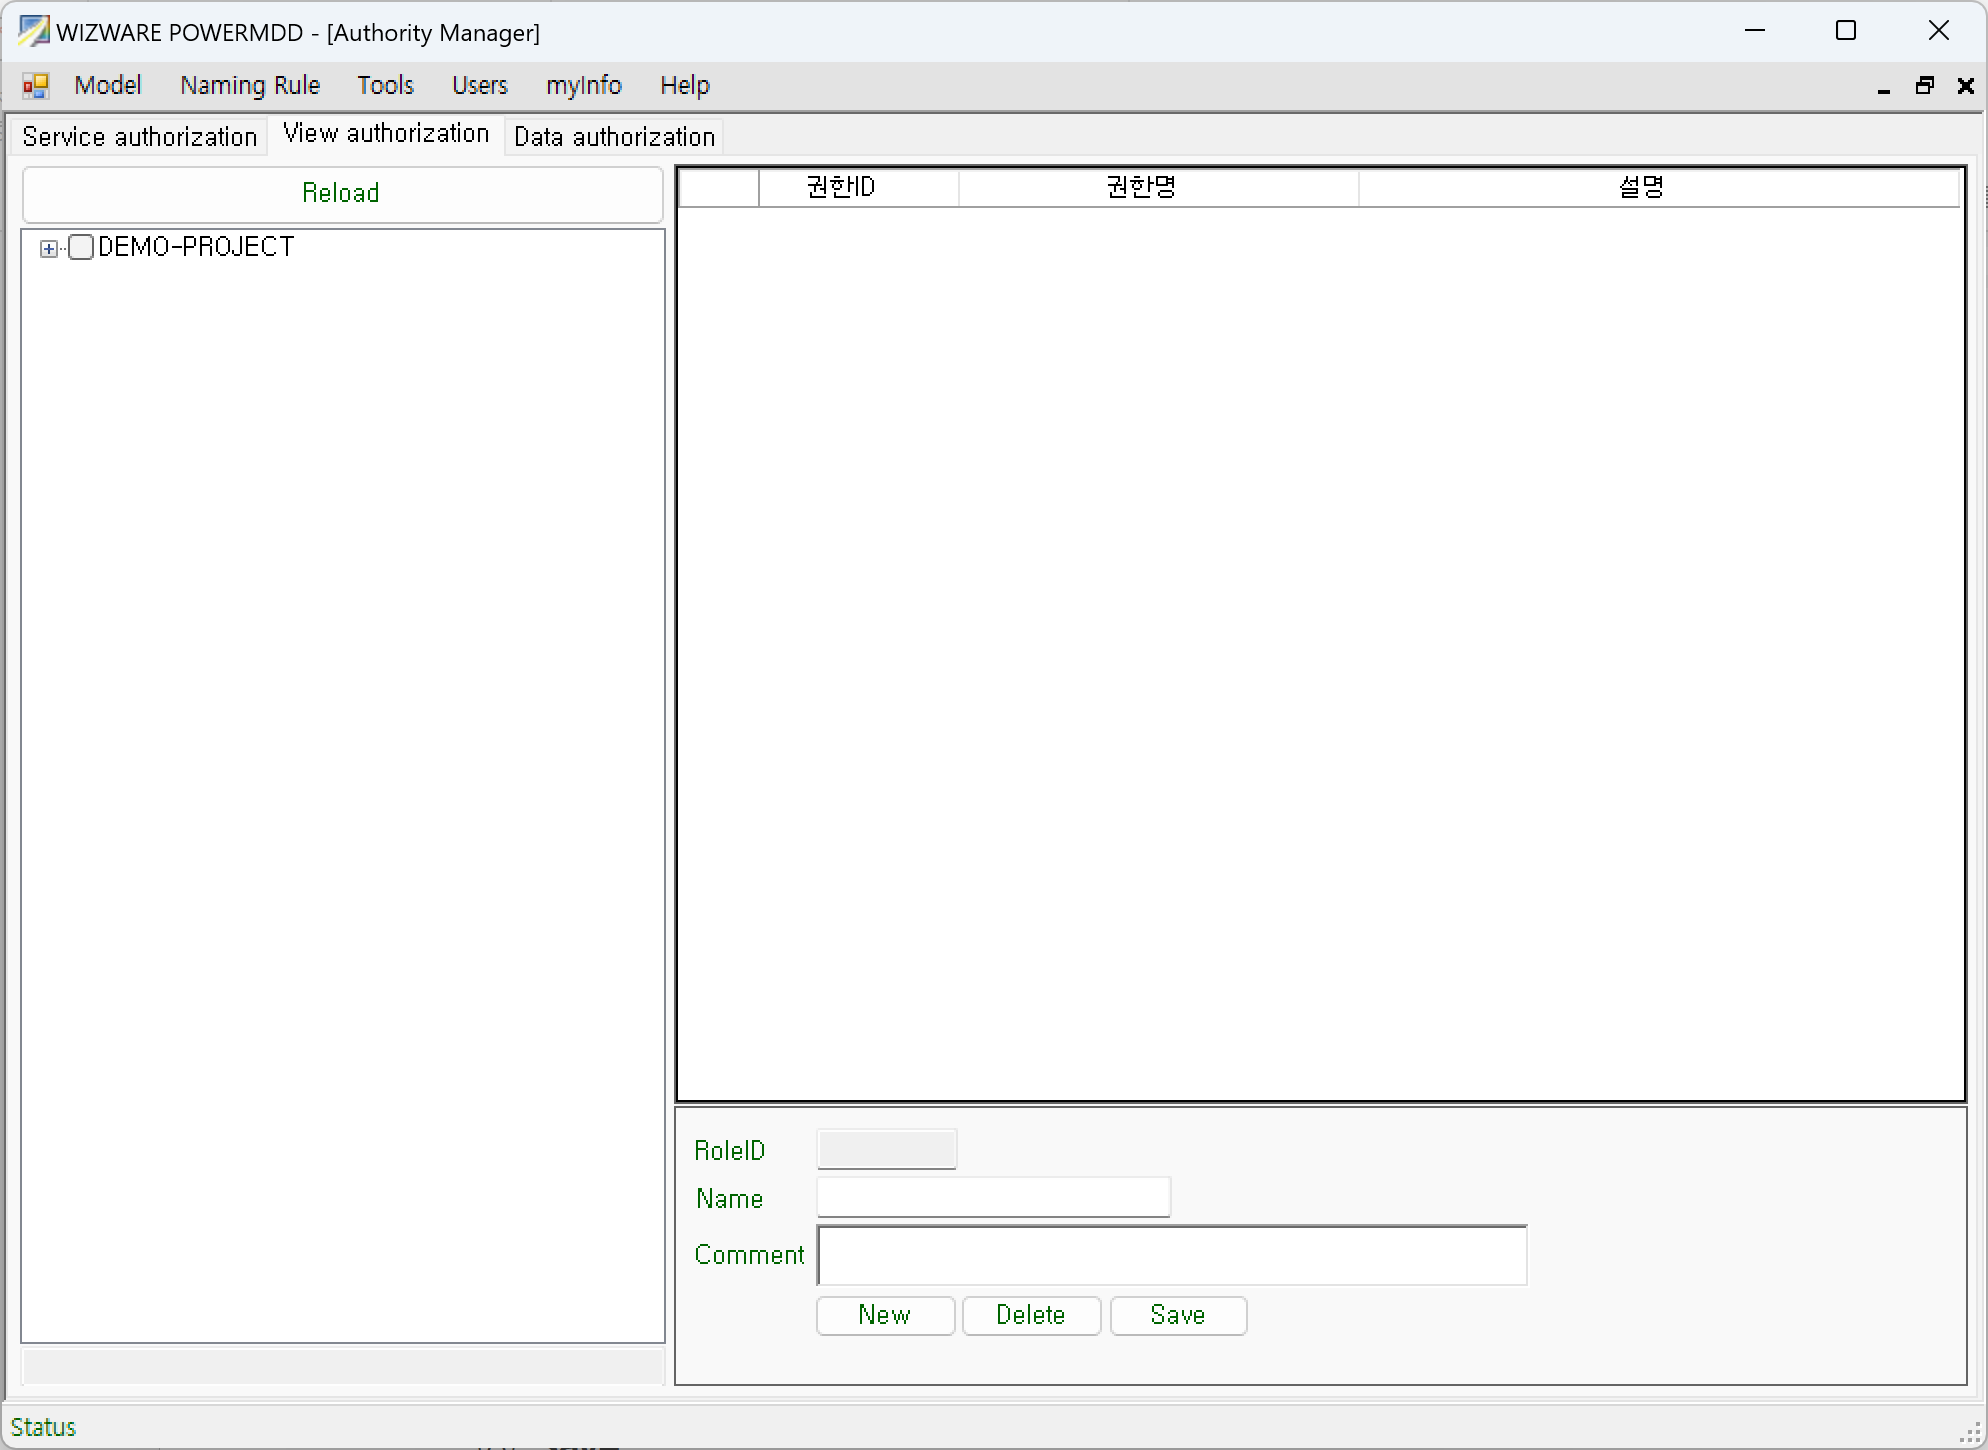 WIZWARE POWERMDD - [Authority Manager]
Model Naming Rule Tools Users myInfo Help
Service authorization View authorization Data authorization
Reload
DEMO-PROJECT
권한ID 권한명 설명
RoleID
Name
Comment
New Delete Save
Status